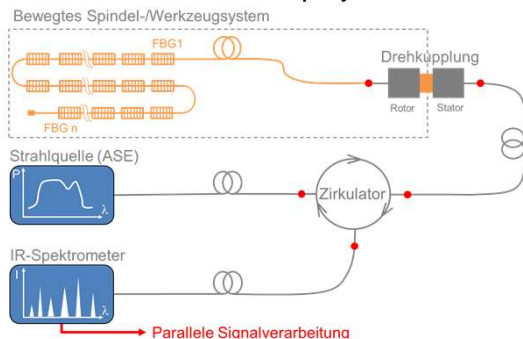 Bewegtes Spindel-/Werkzeugsystem
FBG1
FBG n
Drehkupplung
Rotor
Stator
Strahlquelle (ASE)
P
λ
Zirkulator
IR-Spektrometer
I
λ
Parallele Signalverarbeitung